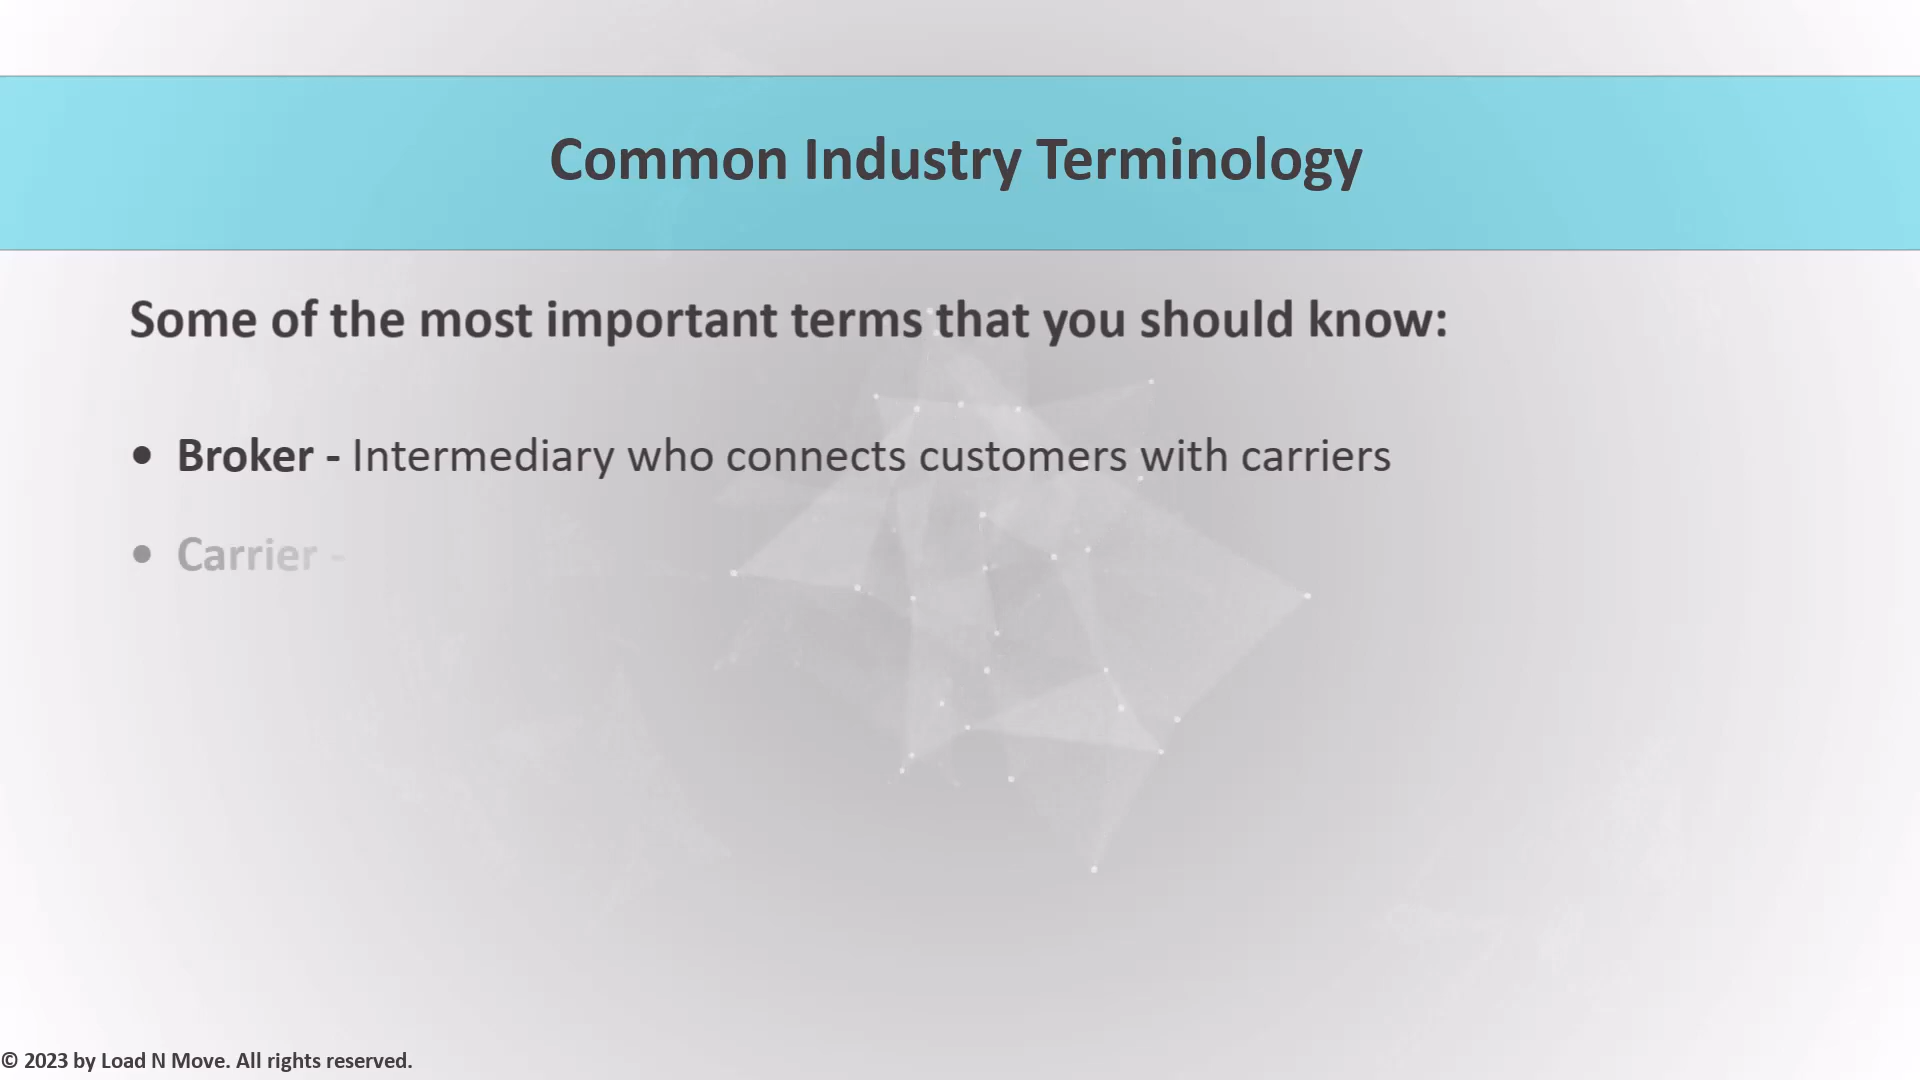 Common Industry Terminology
Some of the most important terms that you should know:
• Broker - Intermediary who connects customers with carriers
• Carrier -
© 2023 by Load N Move. All rights reserved.